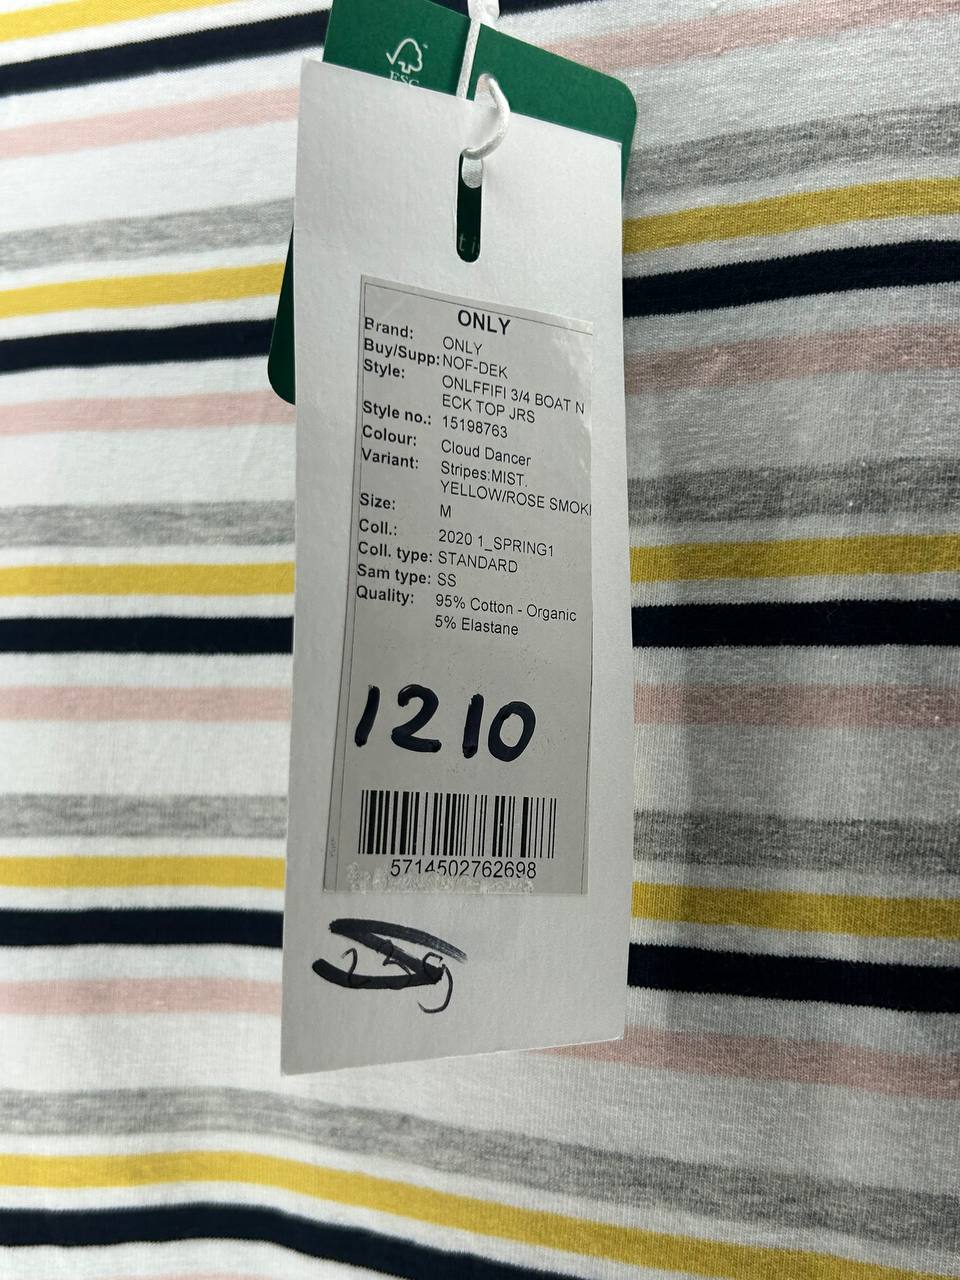 FSC
ONLY
Brand: ONLY
Buy/Supp: NOF-DEK
Style: ONLFFIFI 3/4 BOAT N
ECK TOP JRS
Style no.: 15198763
Colour: Cloud Dancer
Variant: Stripes:MIST.
YELLOW/ROSE SMOK
Size: M
Coll.: 2020 1_SPRING1
Coll. type: STANDARD
Sam type: SS
Quality: 95% Cotton - Organic
5% Elastane
1210
5714502762698